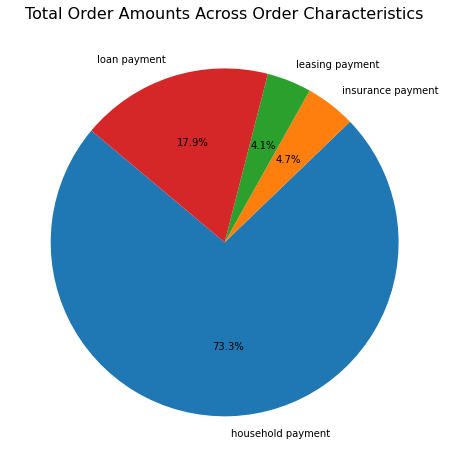 Total Order Amounts Across Order Characteristics
loan payment
leasing payment
insurance payment
17.9%
4.1%
4.7%
73.3%
household payment